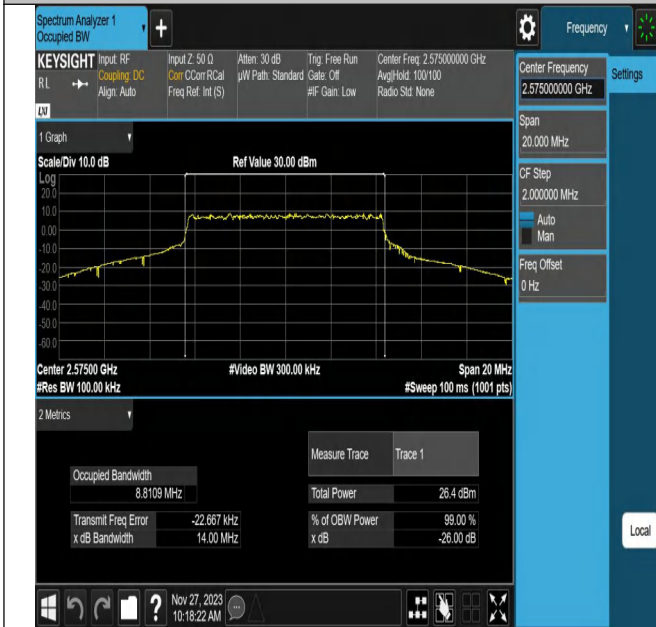 Spectrum Analyzer 1
Occupied BW
+
Frequency
KEYSIGHT
Input: RF
Coupling: DC
Align: Auto
RL
LXI
Input Z: 50 Ω
Corr CCorr RCal
Freq Ref: Int (S)
Atten: 30 dB
µW Path: Standard
Trig: Free Run
Gate: Off
#IF Gain: Low
Center Freq: 2.575000000 GHz
Avg|Hold: 100/100
Radio Std: None
Center Frequency
2.575000000 GHz
Settings
Span
20.000 MHz
CF Step
2.000000 MHz
Auto
Man
Freq Offset
0 Hz
Local
1 Graph
Scale/Div 10.0 dB
Ref Value 30.00 dBm
Log
20.0
10.0
0.00
-10.0
-20.0
-30.0
-40.0
-50.0
-60.0
Center 2.57500 GHz
#Video BW 300.00 kHz
Span 20 MHz
#Res BW 100.00 kHz
#Sweep 100 ms (1001 pts)
2 Metrics
Measure Trace
Trace 1
Occupied Bandwidth
8.8109 MHz
Total Power
26.4 dBm
Transmit Freq Error
-22.667 kHz
% of OBW Power
99.00 %
x dB Bandwidth
14.00 MHz
x dB
-26.00 dB
?
Nov 27, 2023
10:18:22 AM